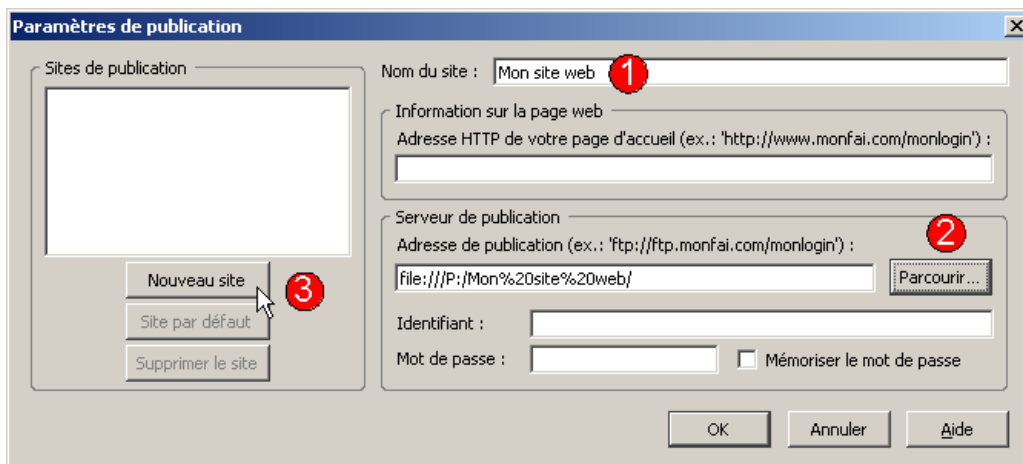 Paramètres de publication
Sites de publication
Nouveau site
3
Site par défaut
Supprimer le site
Nom du site : Mon site web 1
Information sur la page web
Adresse HTTP de votre page d'accueil (ex.: 'http://www.monfai.com/monlogin') :
Serveur de publication
2
Adresse de publication (ex.: 'ftp://ftp.monfai.com/monlogin') :
file:///P:/Mon%20site%20web/ Parcourir...
Identifiant :
Mot de passe : Mémoriser le mot de passe
OK Annuler Aide